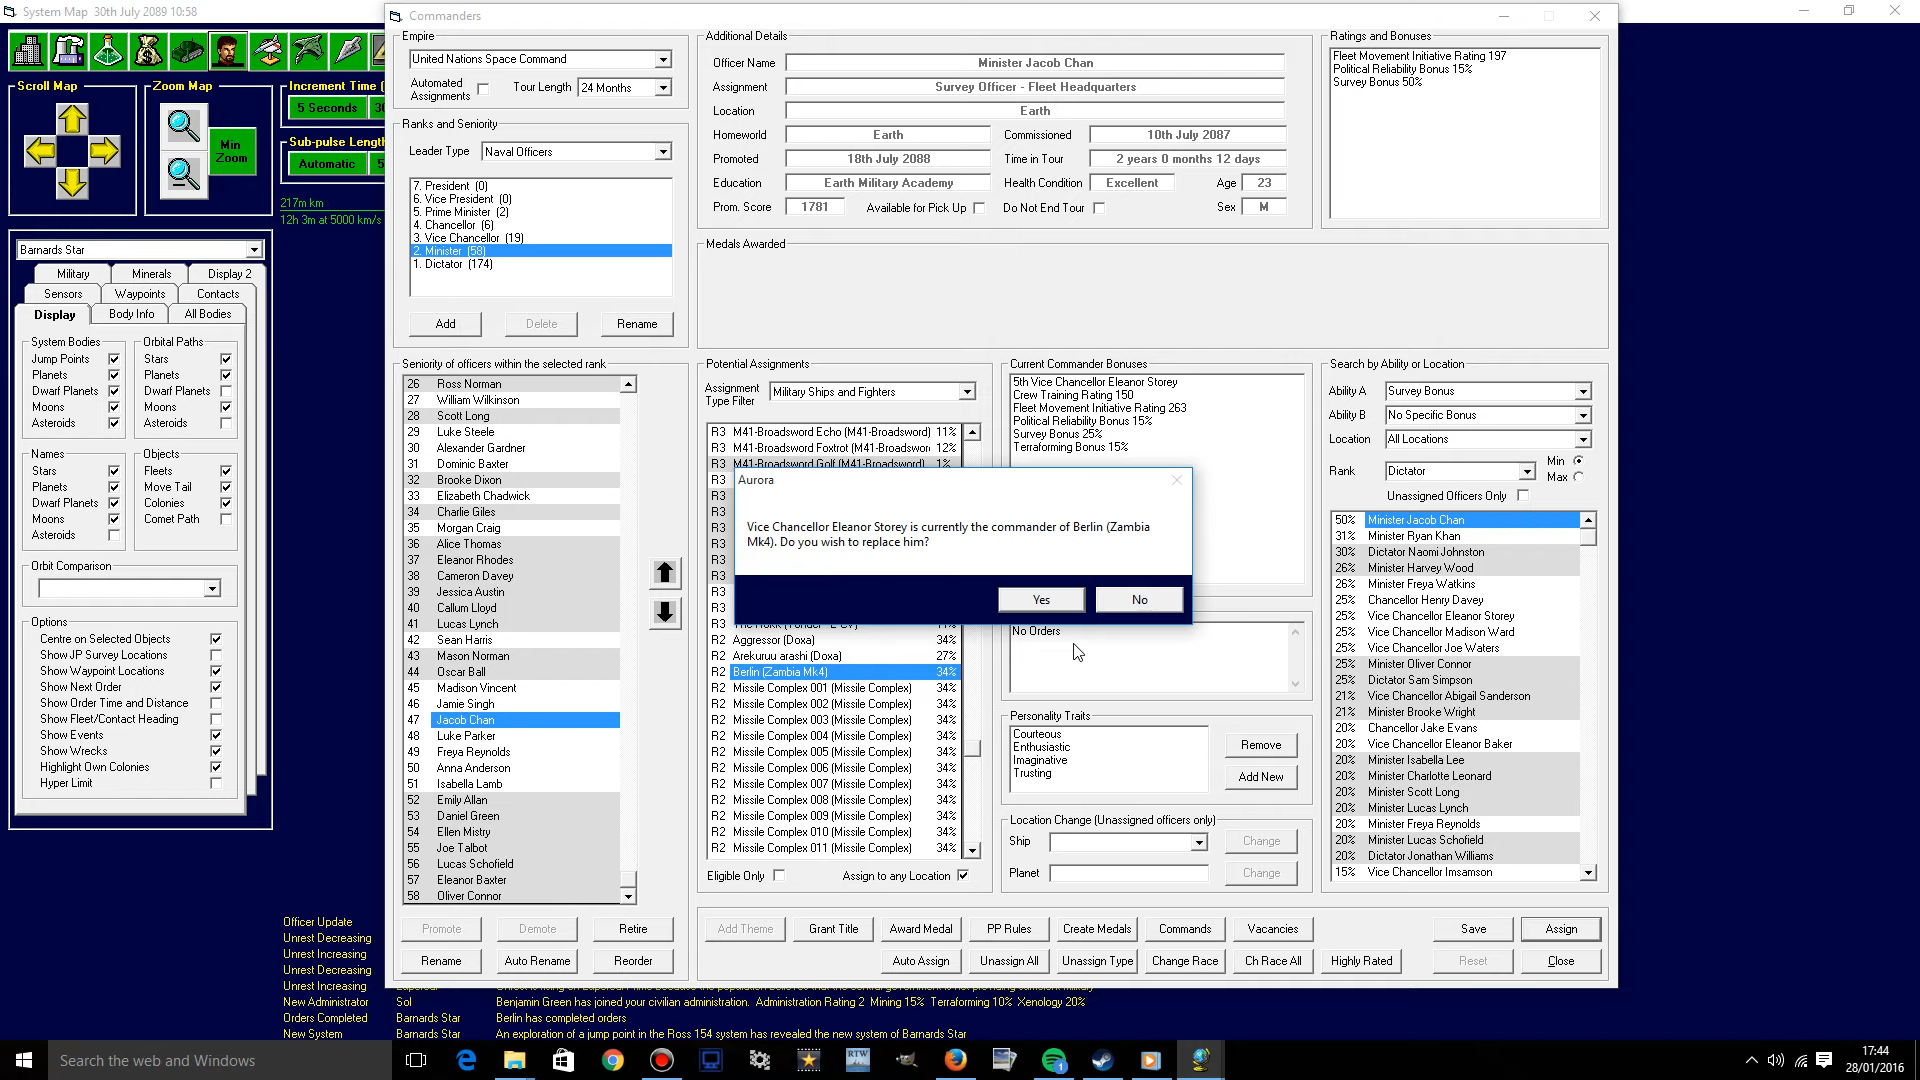 System Map  30th July 2089 10:58
Commanders
Scroll Map
Zoom Map
Min Zoom
Increment Time (
5 Seconds
Sub-pulse Length
Automatic
217m km
12h 3m at 5000 km/s
Barnards Star
Military
Minerals
Display 2
Sensors
Waypoints
Contacts
Display
Body Info
All Bodies
System Bodies
Jump Points
Planets
Dwarf Planets
Moons
Asteroids
Orbital Paths
Stars
Planets
Dwarf Planets
Moons
Asteroids
Names
Stars
Planets
Dwarf Planets
Moons
Asteroids
Objects
Fleets
Move Tail
Colonies
Comet Path
Orbit Comparison
Options
Centre on Selected Objects
Show JP Survey Locations
Show Waypoint Locations
Show Next Order
Show Order Time and Distance
Show Fleet/Contact Heading
Show Events
Show Wrecks
Highlight Own Colonies
Hyper Limit
Empire
United Nations Space Command
Automated Assignments
Tour Length
24 Months
Ranks and Seniority
Leader Type
Naval Officers
7. President  (0)
6. Vice President  (0)
5. Prime Minister  (2)
4. Chancellor  (6)
3. Vice Chancellor  (19)
2. Minister  (58)
1. Dictator  (174)
Add
Delete
Rename
Additional Details
Officer Name
Minister Jacob Chan
Assignment
Survey Officer - Fleet Headquarters
Location
Earth
Homeworld
Earth
Commissioned
10th July 2087
Promoted
18th July 2088
Time in Tour
2 years 0 months 12 days
Education
Earth Military Academy
Health Condition
Excellent
Age
23
Prom. Score
1781
Available for Pick Up
Do Not End Tour
Sex
M
Medals Awarded
Ratings and Bonuses
Fleet Movement Initiative Rating 197
Political Reliability Bonus 15%
Survey Bonus 50%
Seniority of officers within the selected rank
26 Ross Norman
27 William Wilkinson
28 Scott Long
29 Luke Steele
30 Alexander Gardner
31 Dominic Baxter
32 Brooke Dixon
33 Elizabeth Chadwick
34 Charlie Giles
35 Morgan Craig
36 Alice Thomas
37 Eleanor Rhodes
38 Cameron Davey
39 Jessica Austin
40 Callum Lloyd
41 Lucas Lynch
42 Sean Harris
43 Mason Norman
44 Oscar Ball
45 Madison Vincent
46 Jamie Singh
47 Jacob Chan
48 Luke Parker
49 Freya Reynolds
50 Anna Anderson
51 Isabella Lamb
52 Emily Allan
53 Daniel Green
54 Ellen Mistry
55 Joe Talbot
56 Lucas Schofield
57 Eleanor Baxter
58 Oliver Connor
Promote
Demote
Retire
Rename
Auto Rename
Reorder
Potential Assignments
Assignment Type Filter
Military Ships and Fighters
R3 M41-Broadsword Echo (M41-Broadsword) 11%
R3 M41-Broadsword Foxtrot (M41-Broadsword) 12%
R3 M41-Broadsword Golf (M41-Broadsword) 1%
R3
R3
R3
R3
R3
R3
R3
R3
R3
R3
R2 Aggressor (Doxa) 34%
R2 Arekuruu arashi (Doxa) 27%
R2 Berlin (Zambia Mk4) 34%
R2 Missile Complex 001 (Missile Complex) 34%
R2 Missile Complex 002 (Missile Complex) 34%
R2 Missile Complex 003 (Missile Complex) 34%
R2 Missile Complex 004 (Missile Complex) 34%
R2 Missile Complex 005 (Missile Complex) 34%
R2 Missile Complex 006 (Missile Complex) 34%
R2 Missile Complex 007 (Missile Complex) 34%
R2 Missile Complex 008 (Missile Complex) 34%
R2 Missile Complex 009 (Missile Complex) 34%
R2 Missile Complex 010 (Missile Complex) 34%
R2 Missile Complex 011 (Missile Complex) 34%
Eligible Only
Assign to any Location
Current Commander Bonuses
5th Vice Chancellor Eleanor Storey
Crew Training Rating 150
Fleet Movement Initiative Rating 263
Political Reliability Bonus 15%
Survey Bonus 25%
Terraforming Bonus 15%
Aurora
Vice Chancellor Eleanor Storey is currently the commander of Berlin (Zambia
Mk4). Do you wish to replace him?
Yes
No
No Orders
Personality Traits
Courteous
Enthusiastic
Imaginative
Trusting
Remove
Add New
Location Change (Unassigned officers only)
Ship
Change
Planet
Change
Search by Ability or Location
Ability A
Survey Bonus
Ability B
No Specific Bonus
Location
All Locations
Rank
Dictator
Min
Max
Unassigned Officers Only
50% Minister Jacob Chan
31% Minister Ryan Khan
30% Dictator Naomi Johnston
26% Minister Harvey Wood
26% Minister Freya Watkins
25% Chancellor Henry Davey
25% Vice Chancellor Eleanor Storey
25% Vice Chancellor Madison Ward
25% Vice Chancellor Joe Waters
25% Minister Oliver Connor
25% Dictator Sam Simpson
21% Vice Chancellor Abigail Sanderson
21% Minister Brooke Wright
20% Chancellor Jake Evans
20% Vice Chancellor Eleanor Baker
20% Minister Isabella Lee
20% Minister Charlotte Leonard
20% Minister Scott Long
20% Minister Lucas Lynch
20% Minister Freya Reynolds
20% Minister Lucas Schofield
20% Dictator Jonathan Williams
15% Vice Chancellor Imsamson
Add Theme
Grant Title
Award Medal
PP Rules
Create Medals
Commands
Vacancies
Save
Assign
Auto Assign
Unassign All
Unassign Type
Change Race
Ch Race All
Highly Rated
Reset
Close
Officer Update
Unrest Decreasing
Unrest Increasing
Unrest Decreasing
Unrest Increasing
New Administrator Sol Benjamin Green has joined your civilian administration.  Administration Rating 2  Mining 15%  Terraforming 10%  Xenology 20%
Orders Completed Barnards Star Berlin has completed orders
New System Barnards Star An exploration of a jump point in the Ross 154 system has revealed the new system of Barnards Star
Search the web and Windows
RTW
1
17:44
28/01/2016